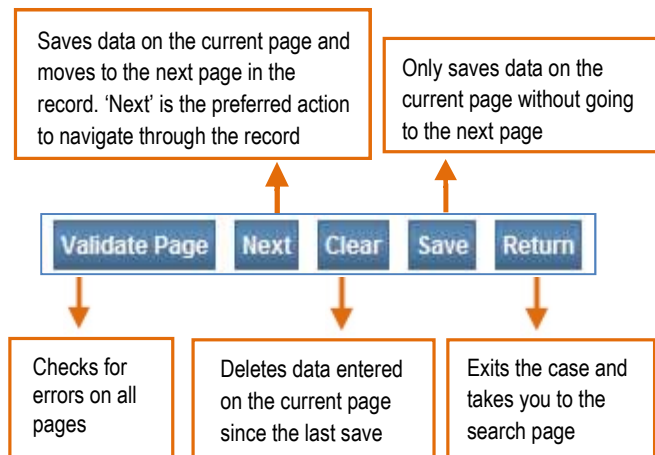 Saves data on the current page and
moves to the next page in the
record. ‘Next’ is the preferred action
to navigate through the record
Only saves data on the
current page without going
to the next page
Validate Page Next Clear Save Return
Checks for
errors on all
pages
Deletes data entered
on the current page
since the last save
Exits the case and
takes you to the
search page